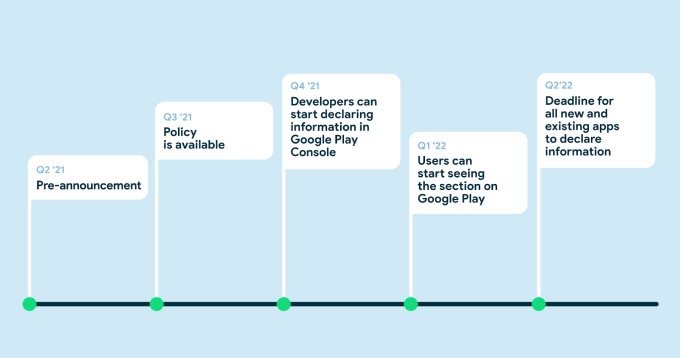 Q2 '21
Pre-announcement
Q3 '21
Policy
is available
Q4 '21
Developers can
start declaring
information in
Google Play
Console
Q1 '22
Users can
start seeing
the section on
Google Play
Q2'22
Deadline for
all new and
existing apps
to declare
information